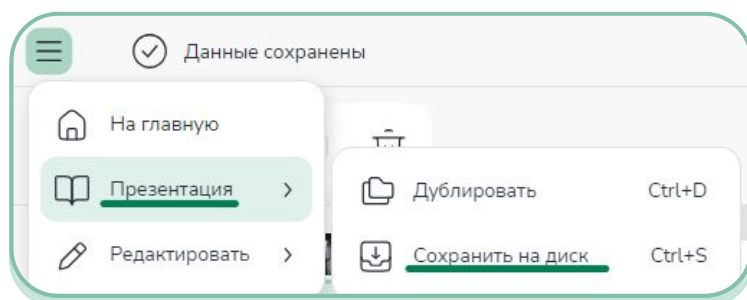 Данные сохранены
На главную
Презентация
Дублировать Ctrl+D
Редактировать
Сохранить на диск Ctrl+S